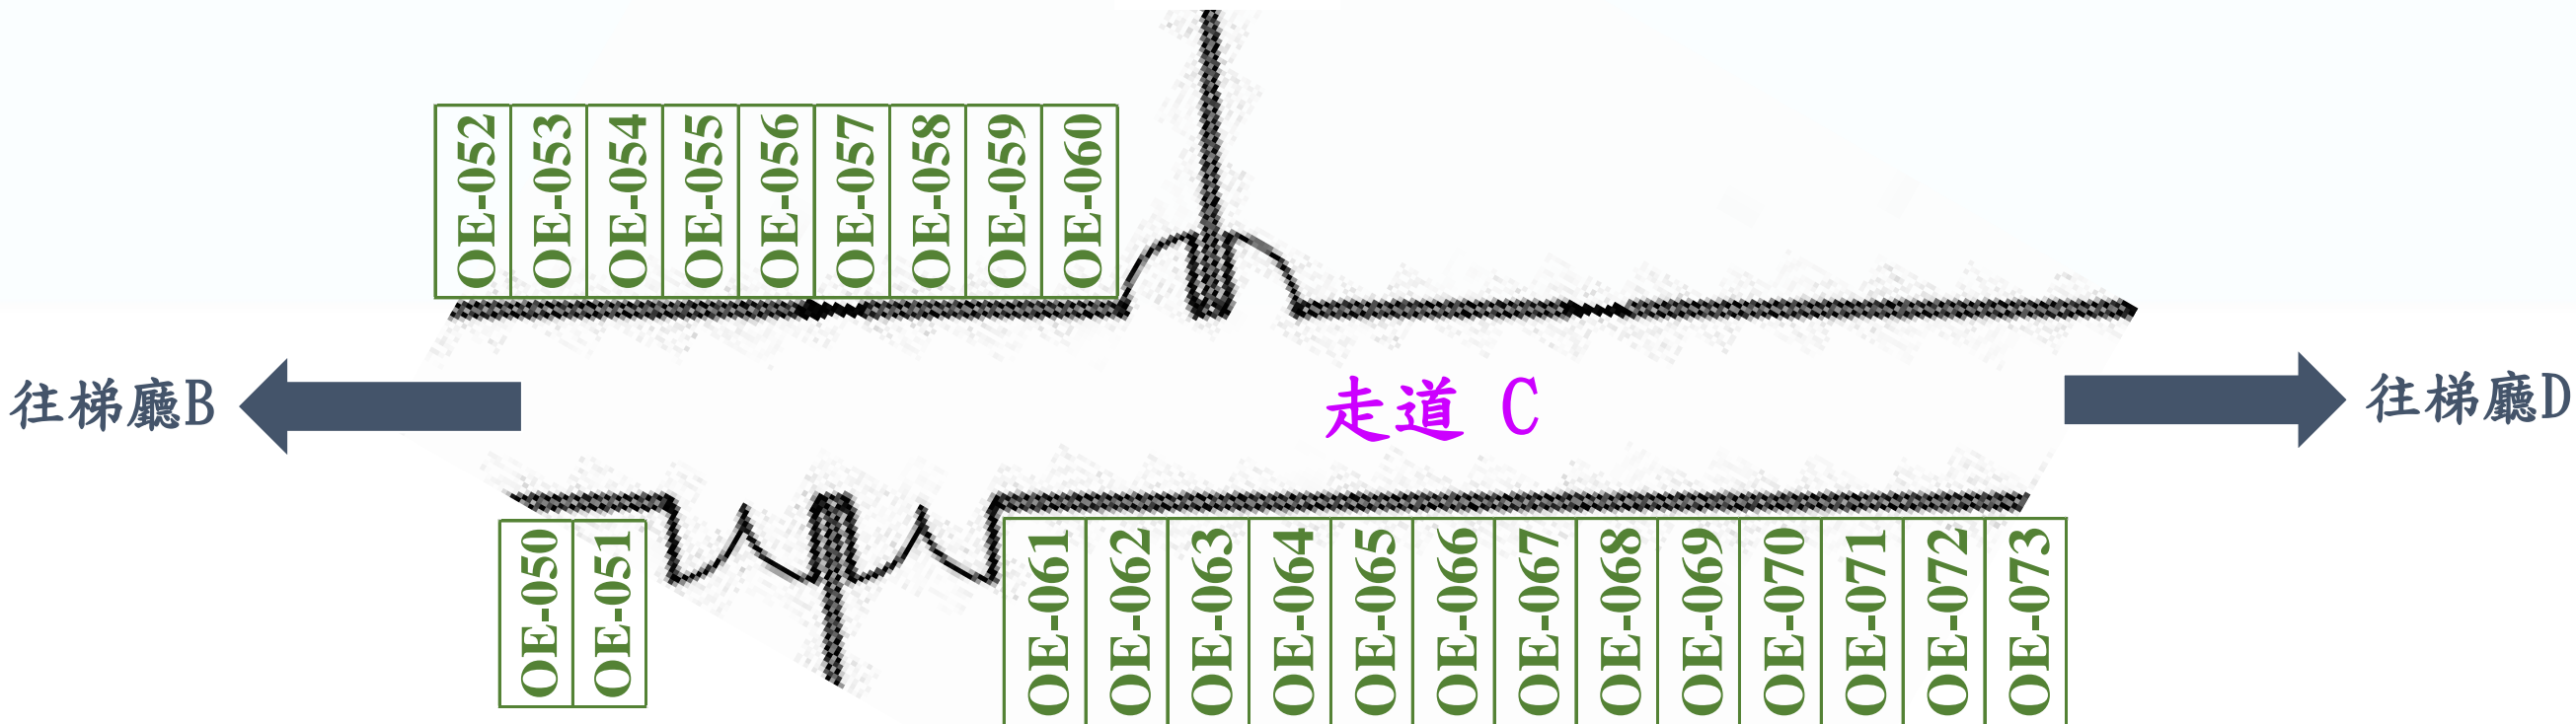 OE-052
OE-053
OE-054
OE-055
OE-056
OE-057
OE-058
OE-059
OE-060
往梯廳B
走道 C
往梯廳D
OE-050
OE-051
OE-061
OE-062
OE-063
OE-064
OE-065
OE-066
OE-067
OE-068
OE-069
OE-070
OE-071
OE-072
OE-073